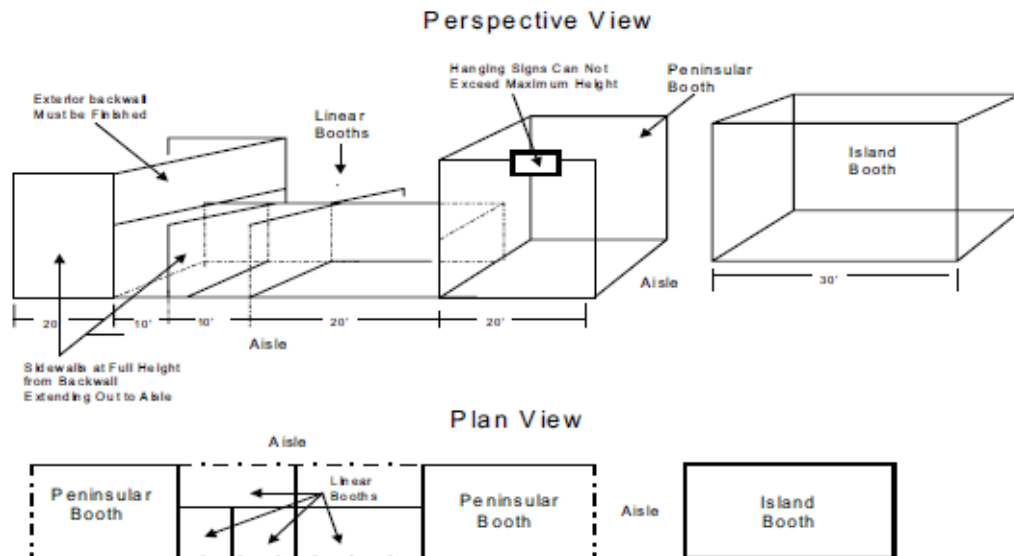 Perspective View
Hanging Signs Can Not
Exceed Maximum Height
Peninsular
Booth
Exterior backwall
Must be Finished
Linear
Booths
Island
Booth
Aisle
30'
20'
10'
10'
20'
20'
Aisle
Sidewalls at Full Height
from Backwall
Extending Out to Aisle
Plan View
Aisle
Peninsular
Booth
Linear
Booths
Peninsular
Booth
Aisle
Island
Booth